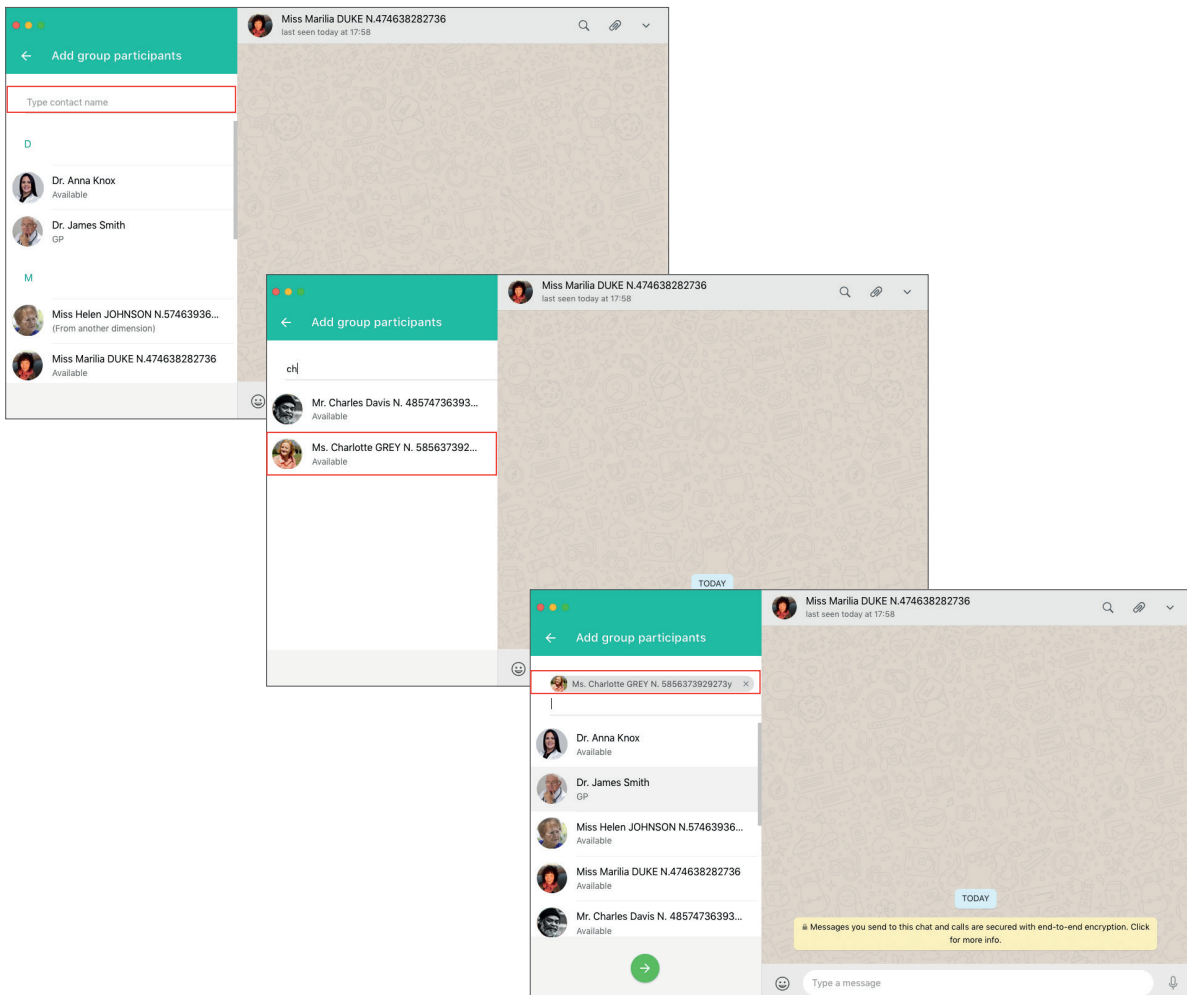 Add group participants
Type contact name
D
Dr. Anna Knox
Available
Dr. James Smith
GP
M
Miss Helen JOHNSON N.57463936...
(From another dimension)
Miss Marilia DUKE N.474638282736
Available
Miss Marilia DUKE N.474638282736
last seen today at 17:58
Add group participants
ch
Mr. Charles Davis N. 48574736393...
Available
Ms. Charlotte GREY N. 585637392...
Available
Miss Marilia DUKE N.474638282736
last seen today at 17:58
TODAY
Add group participants
Ms. Charlotte GREY N. 5856373929273y
Dr. Anna Knox
Available
Dr. James Smith
GP
Miss Helen JOHNSON N.57463936...
Available
Miss Marilia DUKE N.474638282736
Available
Mr. Charles Davis N. 48574736393...
Available
Miss Marilia DUKE N.474638282736
last seen today at 17:58
TODAY
Messages you send to this chat and calls are secured with end-to-end encryption. Click
for more info.
Type a message